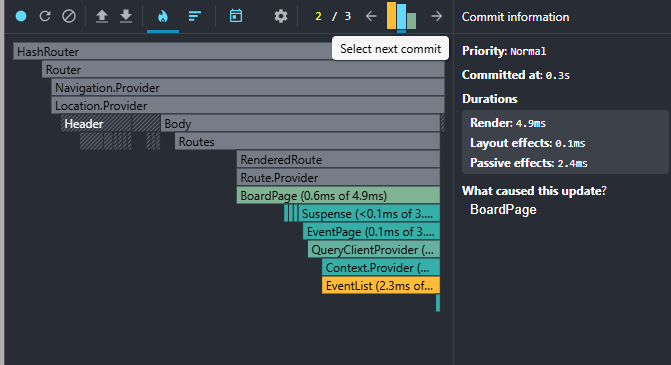 2 / 3
Select next commit
HashRouter
Router
Navigation.Provider
Location.Provider
Header
Body
Routes
RenderedRoute
Route.Provider
BoardPage (0.6ms of 4.9ms)
Suspense (<0.1ms of 3....
EventPage (0.1ms of 3....
QueryClientProvider (...
Context.Provider (...
EventList (2.3ms of...
Commit information
Priority: Normal
Committed at: 0.3s
Durations
Render: 4.9ms
Layout effects: 0.1ms
Passive effects: 2.4ms
What caused this update?
BoardPage